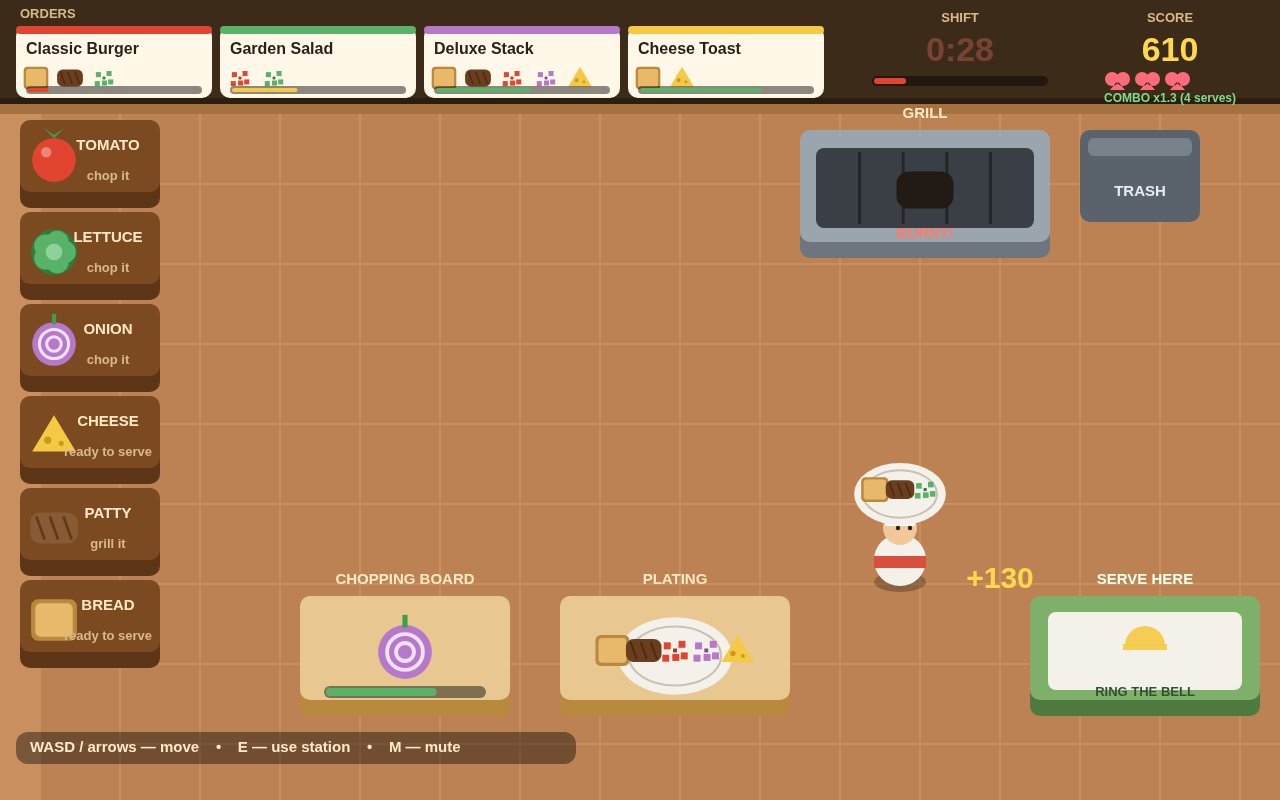 ORDERS
Classic Burger
Garden Salad
Deluxe Stack
Cheese Toast
SHIFT
0:28
SCORE
610
COMBO x1.3 (4 serves)
GRILL
BURNT!
TRASH
TOMATO
chop it
LETTUCE
chop it
ONION
chop it
CHEESE
ready to serve
PATTY
grill it
BREAD
ready to serve
CHOPPING BOARD
PLATING
+130
SERVE HERE
RING THE BELL
WASD / arrows — move • E — use station • M — mute